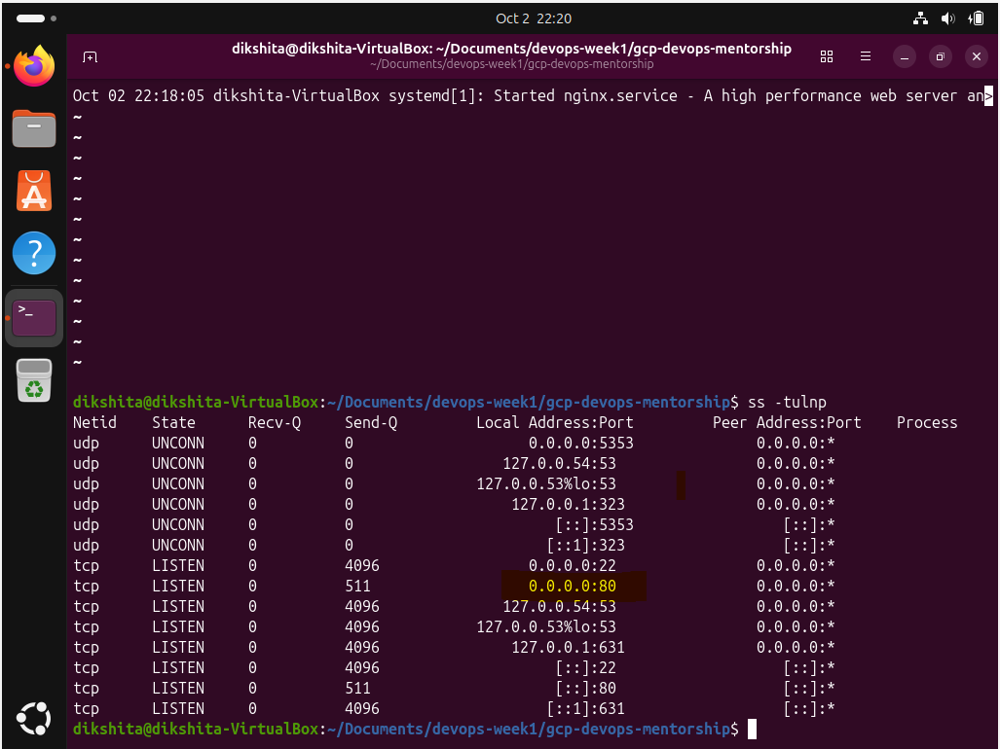 Oct 2 22:20
dikshita@dikshita-VirtualBox: ~/Documents/devops-week1/gcp-devops-mentorship
~/Documents/devops-week1/gcp-devops-mentorship
Oct 02 22:18:05 dikshita-VirtualBox systemd[1]: Started nginx.service - A high performance web server an>
~
~
~
~
~
~
~
~
~
~
~
~
~
dikshita@dikshita-VirtualBox:~/Documents/devops-week1/gcp-devops-mentorship$ ss -tulnp
Netid State Recv-Q Send-Q Local Address:Port Peer Address:Port Process
udp UNCONN 0 0 0.0.0.0:5353 0.0.0.0:*
udp UNCONN 0 0 127.0.0.54:53 0.0.0.0:*
udp UNCONN 0 0 127.0.0.53%lo:53 0.0.0.0:*
udp UNCONN 0 0 127.0.0.1:323 0.0.0.0:*
udp UNCONN 0 0 [::]:5353 [::]:*
udp UNCONN 0 0 [::1]:323 [::]:*
tcp LISTEN 0 4096 0.0.0.0:22 0.0.0.0:*
tcp LISTEN 0 511 0.0.0.0:80 0.0.0.0:*
tcp LISTEN 0 4096 127.0.0.54:53 0.0.0.0:*
tcp LISTEN 0 4096 127.0.0.53%lo:53 0.0.0.0:*
tcp LISTEN 0 4096 127.0.0.1:631 0.0.0.0:*
tcp LISTEN 0 4096 [::]:22 [::]:*
tcp LISTEN 0 511 [::]:80 [::]:*
tcp LISTEN 0 4096 [::1]:631 [::]:*
dikshita@dikshita-VirtualBox:~/Documents/devops-week1/gcp-devops-mentorship$